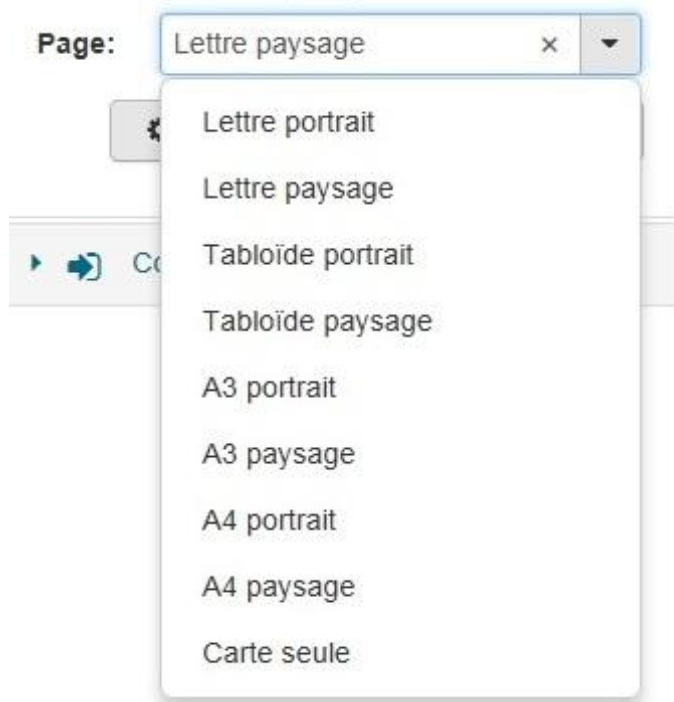 Page: Lettre paysage ×
Lettre portrait
Lettre paysage
Tabloïde portrait
Tabloïde paysage
A3 portrait
A3 paysage
A4 portrait
A4 paysage
Carte seule